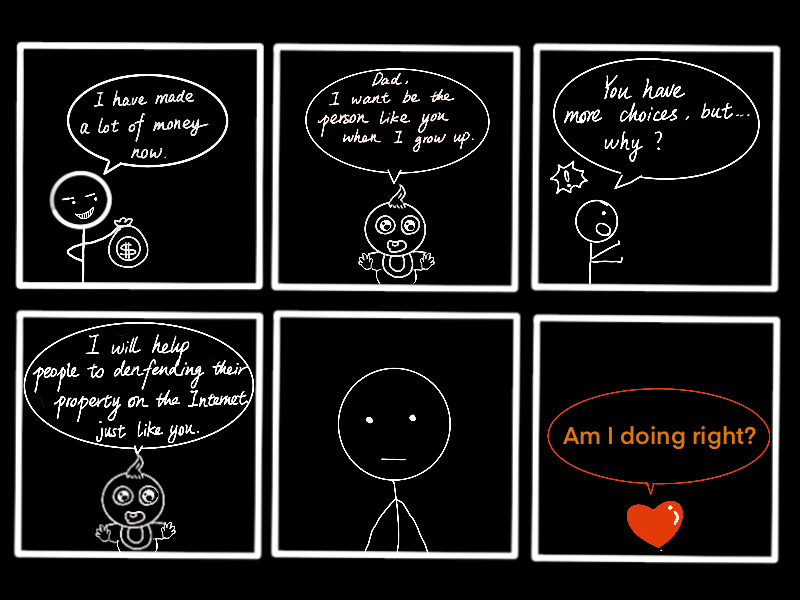 I have made
a lot of money
now.
Dad,
I want be the
person like you
when I grow up.
You have
more choices, but...
why ?
!
$
I will help
people to denfending their
property on the Internet
just like you.
Am I doing right?